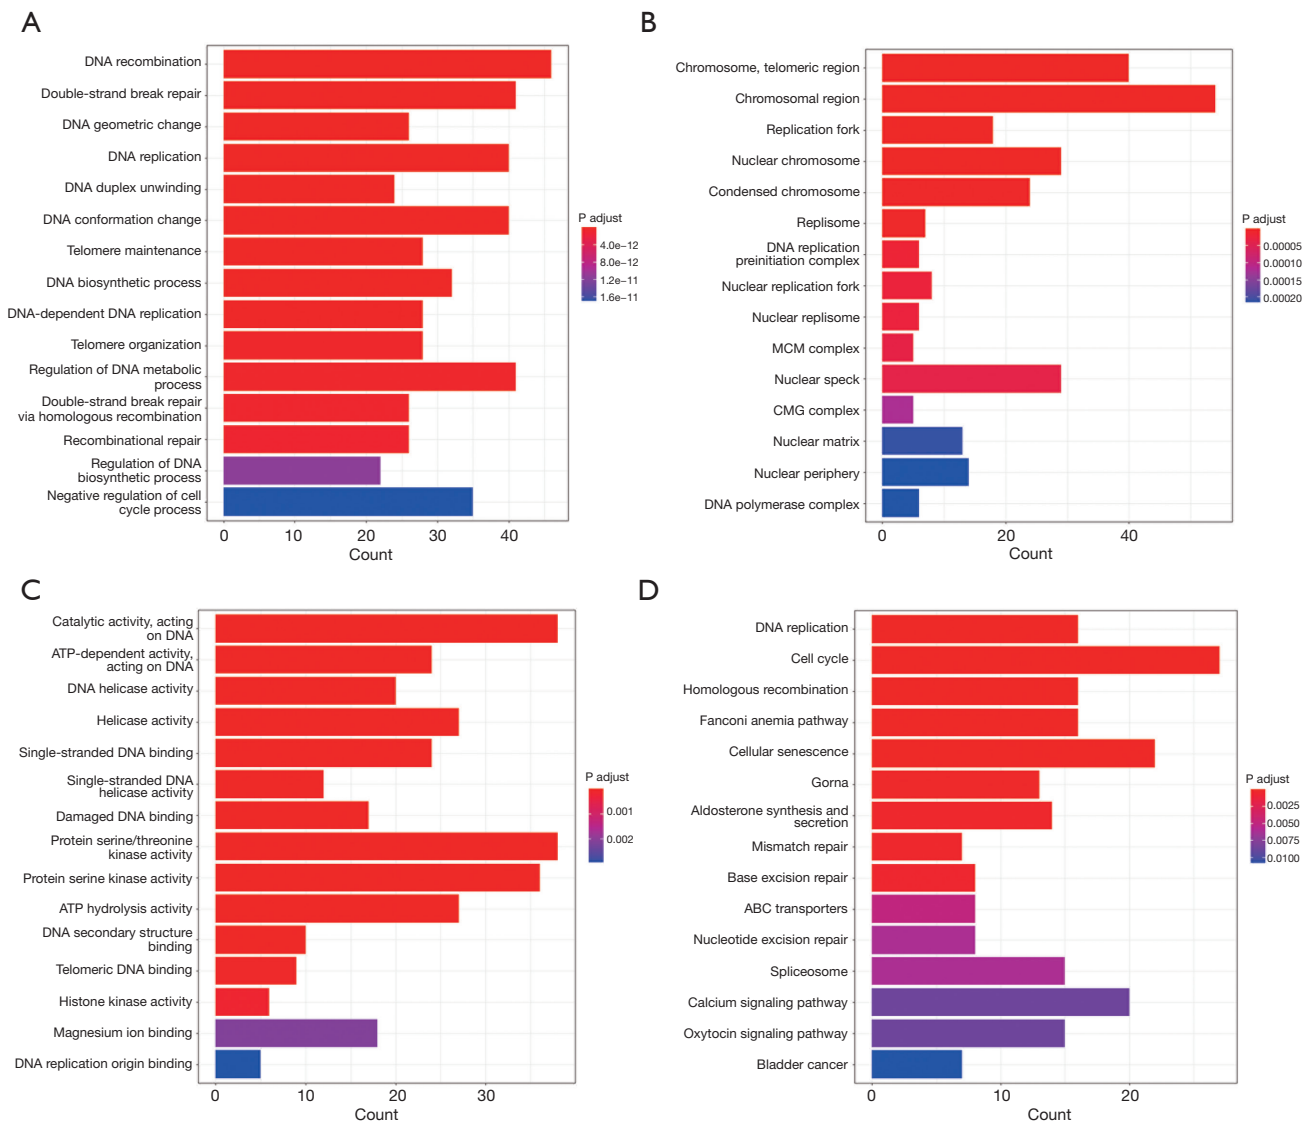 A
DNA recombination
Double-strand break repair
DNA geometric change
DNA replication
DNA duplex unwinding
DNA conformation change
Telomere maintenance
DNA biosynthetic process
DNA-dependent DNA replication
Telomere organization
Regulation of DNA metabolic
process
Double-strand break repair
via homologous recombination
Recombinational repair
Regulation of DNA
biosynthetic process
Negative regulation of cell
cycle process
0 10 20 30 40
Count
P adjust
4.0e−12
8.0e−12
1.2e−11
1.6e−11
B
Chromosome, telomeric region
Chromosomal region
Replication fork
Nuclear chromosome
Condensed chromosome
Replisome
DNA replication
preinitiation complex
Nuclear replication fork
Nuclear replisome
MCM complex
Nuclear speck
CMG complex
Nuclear matrix
Nuclear periphery
DNA polymerase complex
0 20 40
Count
P adjust
0.00005
0.00010
0.00015
0.00020
C
Catalytic activity, acting
on DNA
ATP-dependent activity,
acting on DNA
DNA helicase activity
Helicase activity
Single-stranded DNA binding
Single-stranded DNA
helicase activity
Damaged DNA binding
Protein serine/threonine
kinase activity
Protein serine kinase activity
ATP hydrolysis activity
DNA secondary structure
binding
Telomeric DNA binding
Histone kinase activity
Magnesium ion binding
DNA replication origin binding
0 10 20 30
Count
P adjust
0.001
0.002
D
DNA replication
Cell cycle
Homologous recombination
Fanconi anemia pathway
Cellular senescence
Gorna
Aldosterone synthesis and
secretion
Mismatch repair
Base excision repair
ABC transporters
Nucleotide excision repair
Spliceosome
Calcium signaling pathway
Oxytocin signaling pathway
Bladder cancer
0 10 20
Count
P adjust
0.0025
0.0050
0.0075
0.0100